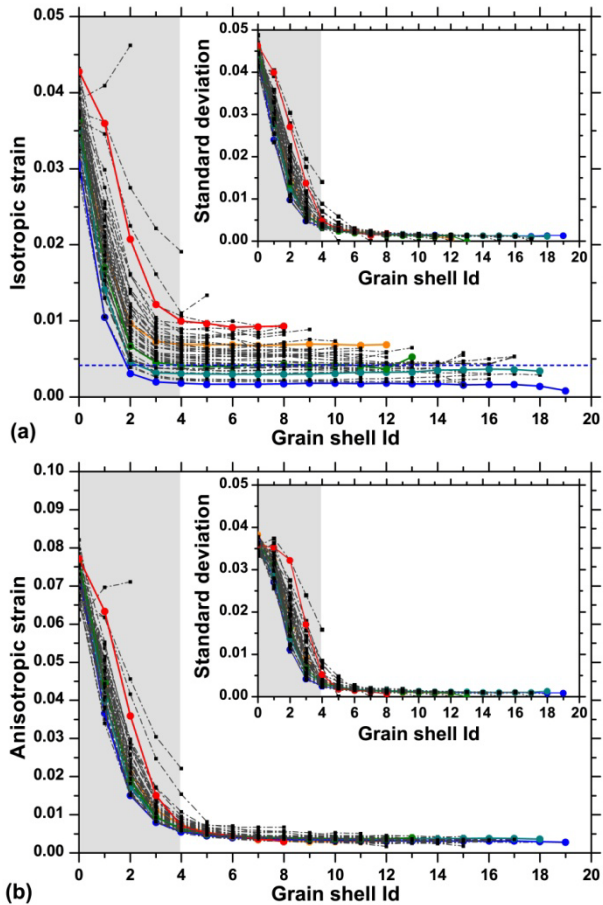 0.05
0.04
0.03
0.02
0.01
0.00
Isotropic strain
0 2 4 6 8 10 12 14 16 18 20
Grain shell Id
(a)
0.05
0.04
0.03
0.02
0.01
0.00
Standard deviation
0 2 4 6 8 10 12 14 16 18 20
Grain shell Id
0.10
0.09
0.08
0.07
0.06
0.05
0.04
0.03
0.02
0.01
0.00
Anisotropic strain
0 2 4 6 8 10 12 14 16 18 20
Grain shell Id
(b)
0.05
0.04
0.03
0.02
0.01
0.00
Standard deviation
0 2 4 6 8 10 12 14 16 18 20
Grain shell Id